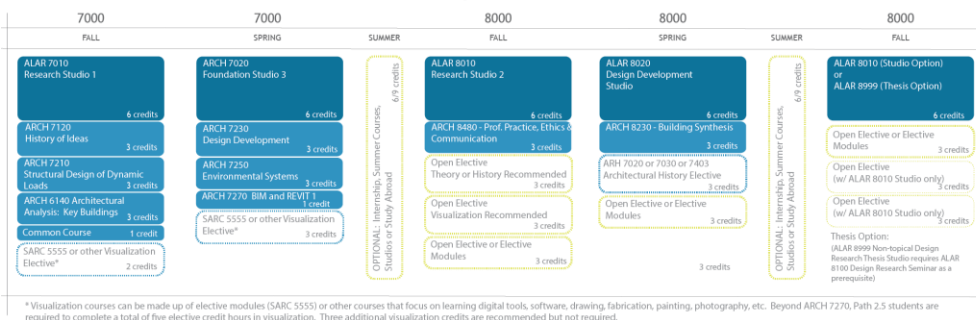 7000
FALL
ALAR 7010
Research Studio 1
6 credits
ARCH 7120
History of Ideas
3 credits
ARCH 7210
Structural Design of Dynamic
Loads
3 credits
ARCH 6140 Architectural
Analysis: Key Buildings
3 credits
Common Course
1 credit
SARC 5555 or other Visualization
Elective*
2 credits
7000
SPRING
ARCH 7020
Foundation Studio 3
6 credits
ARCH 7230
Design Development
3 credits
ARCH 7250
Environmental Systems
3 credits
ARCH 7270 BIM and REVIT 1
1 credit
SARC 5555 or other Visualization
Elective*
3 credits
SUMMER
OPTIONAL: Internship, Summer Courses,
Studios or Study Abroad
6/9 credits
8000
FALL
ALAR 8010
Research Studio 2
6 credits
ARCH 8480 - Prof. Practice, Ethics &
Communication
3 credits
Open Elective
Theory or History Recommended
3 credits
Open Elective
Visualization Recommended
3 credits
Open Elective or Elective
Modules
3 credits
8000
SPRING
ALAR 8020
Design Development
Studio
6 credits
ARCH 8230 - Building Synthesis
3 credits
ARH 7020 or 7030 or 7403
Architectural History Elective
3 credits
Open Elective or Elective
Modules
3 credits
3 credits
SUMMER
OPTIONAL: Internship, Summer Courses,
Studios or Study Abroad
6/9 credits
8000
FALL
ALAR 8010 (Studio Option)
or
ALAR 8999 (Thesis Option)
6 credits
Open Elective or Elective
Modules
3 credits
Open Elective
(w/ ALAR 8010 Studio only)
3 credits
Open Elective
(w/ ALAR 8010 Studio only)
3 credits
Thesis Option:
(ALAR 8999 Non-topical Design
Research Thesis Studio requires ALAR
8100 Design Research Seminar as a
prerequisite)
* Visualization courses can be made up of elective modules (SARC 5555) or other courses that focus on learning digital tools, software, drawing, fabrication, painting, photography, etc. Beyond ARCH 7270, Path 2.5 students are
required to complete a total of five elective credit hours in visualization. Three additional visualization credits are recommended but not required.